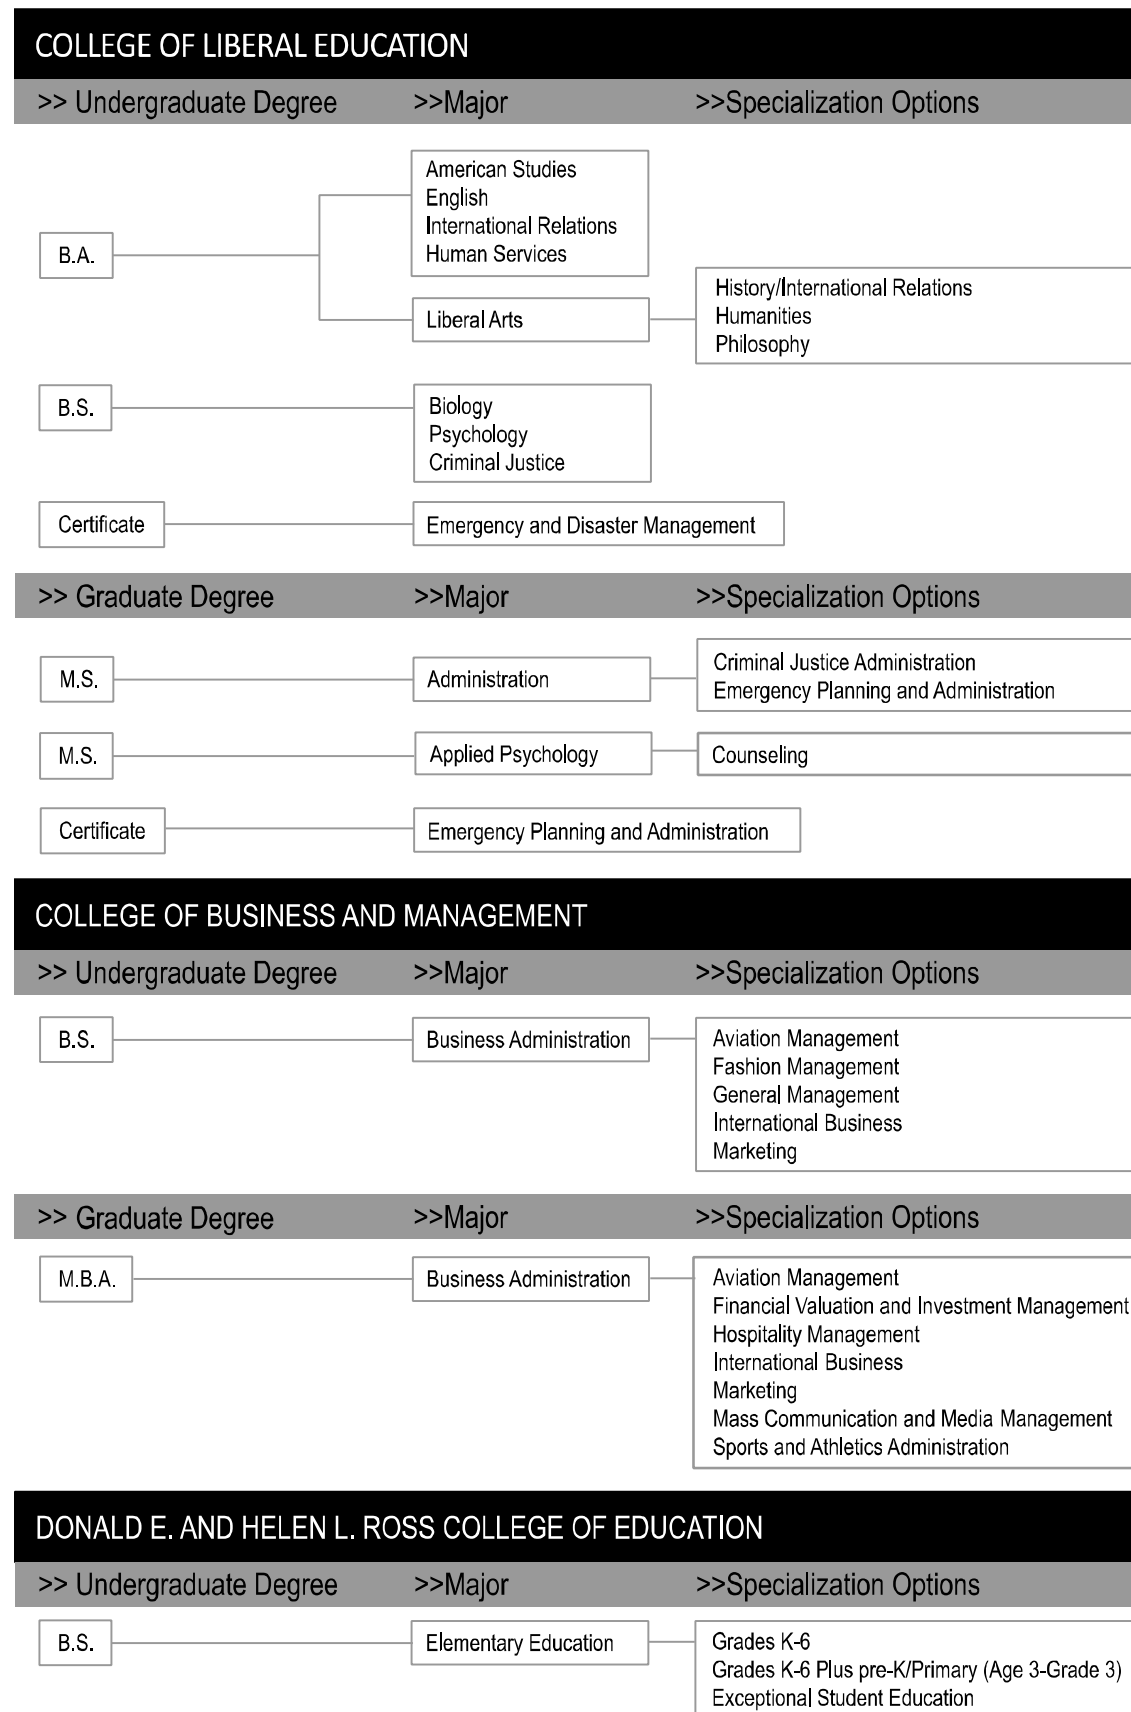 COLLEGE OF LIBERAL EDUCATION
>> Undergraduate Degree >>Major >>Specialization Options
American Studies
English
International Relations
Human Services
B.A.
Liberal Arts
History/International Relations
Humanities
Philosophy
B.S.
Biology
Psychology
Criminal Justice
Certificate
Emergency and Disaster Management
>> Graduate Degree >>Major >>Specialization Options
M.S.
Administration
Criminal Justice Administration
Emergency Planning and Administration
M.S.
Applied Psychology
Counseling
Certificate
Emergency Planning and Administration
COLLEGE OF BUSINESS AND MANAGEMENT
>> Undergraduate Degree >>Major >>Specialization Options
B.S.
Business Administration
Aviation Management
Fashion Management
General Management
International Business
Marketing
>> Graduate Degree >>Major >>Specialization Options
M.B.A.
Business Administration
Aviation Management
Financial Valuation and Investment Management
Hospitality Management
International Business
Marketing
Mass Communication and Media Management
Sports and Athletics Administration
DONALD E. AND HELEN L. ROSS COLLEGE OF EDUCATION
>> Undergraduate Degree >>Major >>Specialization Options
B.S.
Elementary Education
Grades K-6
Grades K-6 Plus pre-K/Primary (Age 3-Grade 3)
Exceptional Student Education